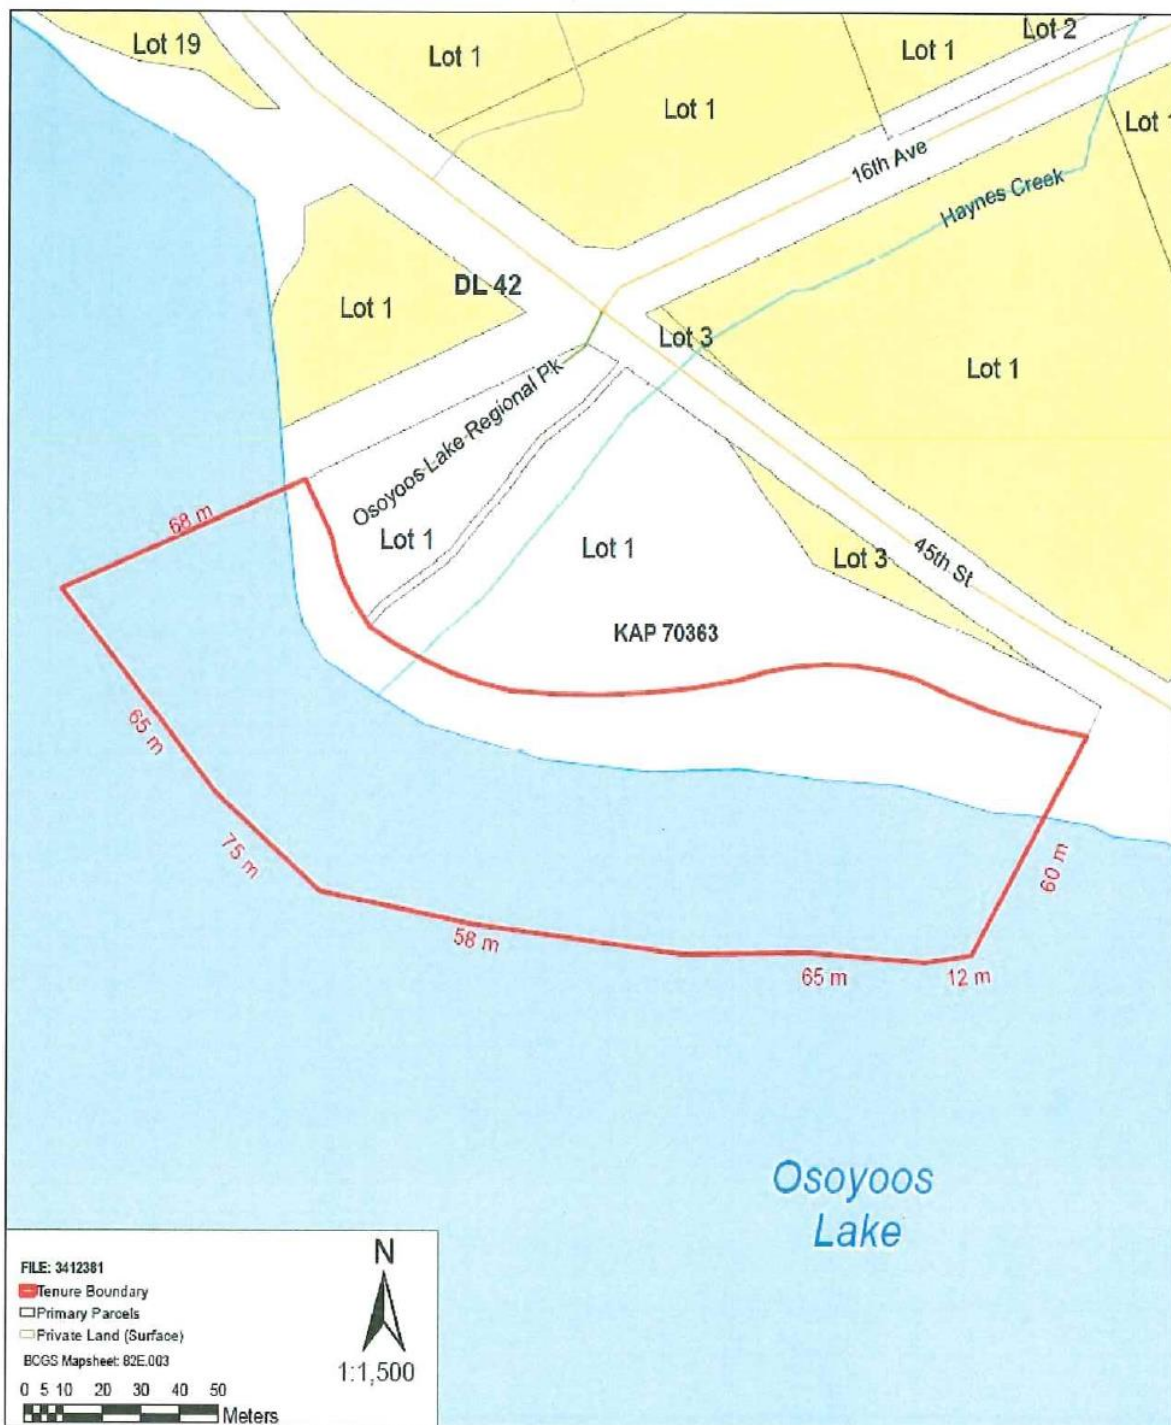 Lot 19
Lot 1
Lot 1
Lot 2
Lot 1
Lot 1
16th Ave
Haynes Creek
DL 42
Lot 1
Lot 3
Lot 1
Osoyoos Lake Regional Pk
68 m
Lot 1
Lot 1
Lot 3
45th St
KAP 70363
65 m
75 m
60 m
58 m
65 m
12 m
Osoyoos
Lake
FILE: 3412381
Tenure Boundary
Primary Parcels
Private Land (Surface)
BCGS Mapsheet: 82E.003
N
1:1,500
0 5 10 20 30 40 50
Meters